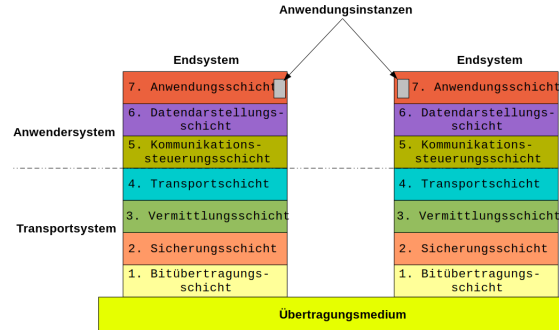 Anwendungsinstanzen
Endsystem
Endsystem
7. Anwendungsschicht
7. Anwendungsschicht
6. Datendarstellungs-
schicht
6. Datendarstellungs-
schicht
Anwendersystem
5. Kommunikations-
steuerungsschicht
5. Kommunikations-
steuerungsschicht
4. Transportschicht
4. Transportschicht
3. Vermittlungsschicht
3. Vermittlungsschicht
Transportsystem
2. Sicherungsschicht
2. Sicherungsschicht
1. Bitübertragungs-
schicht
1. Bitübertragungs-
schicht
Übertragungsmedium